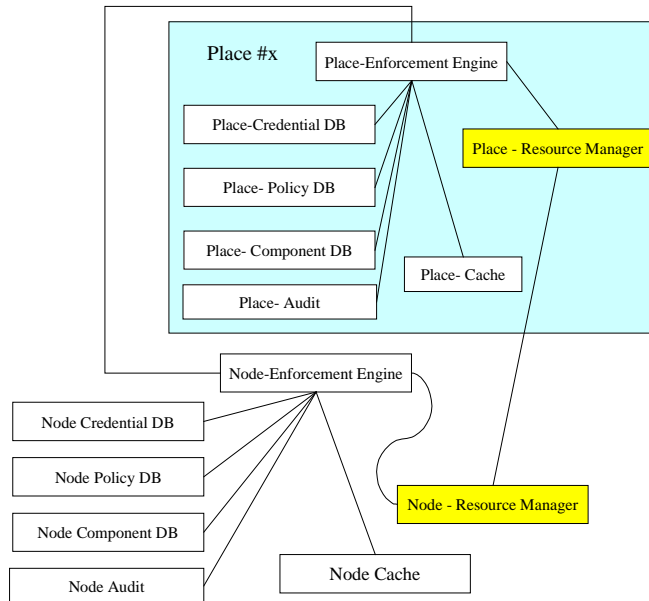 Place #x
Place-Enforcement Engine
Place-Credential DB
Place - Resource Manager
Place- Policy DB
Place- Component DB
Place- Cache
Place- Audit
Node-Enforcement Engine
Node Credential DB
Node Policy DB
Node - Resource Manager
Node Component DB
Node Cache
Node Audit